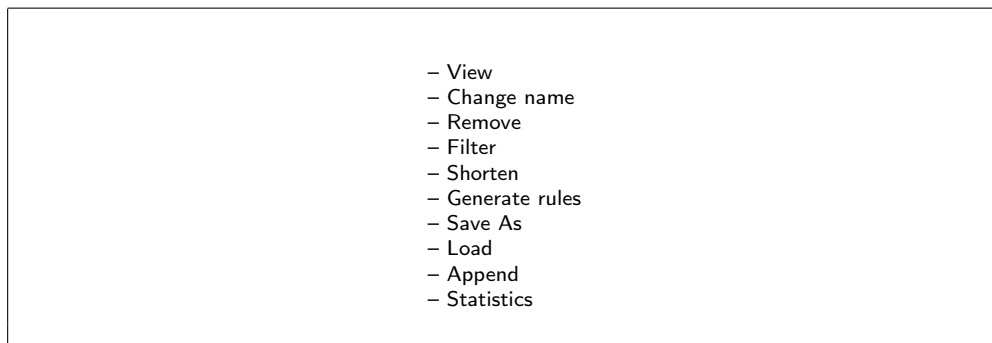 – View
– Change name
– Remove
– Filter
– Shorten
– Generate rules
– Save As
– Load
– Append
– Statistics